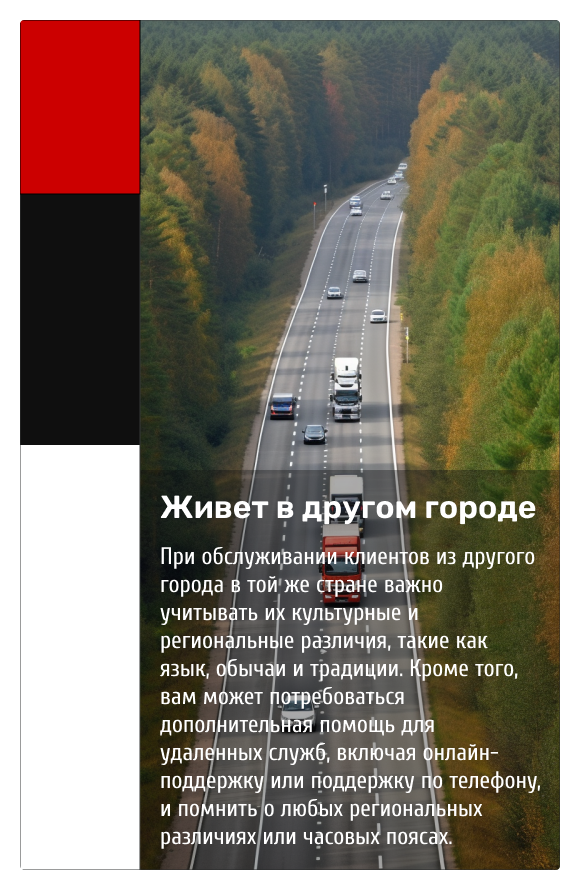 Живет в другом городе
При обслуживании клиентов из другого
города в той же стране важно
учитывать их культурные и
региональные различия, такие как
язык, обычаи и традиции. Кроме того,
вам может потребоваться
дополнительная помощь для
удаленных служб, включая онлайн-
поддержку или поддержку по телефону,
и помнить о любых региональных
различиях или часовых поясах.